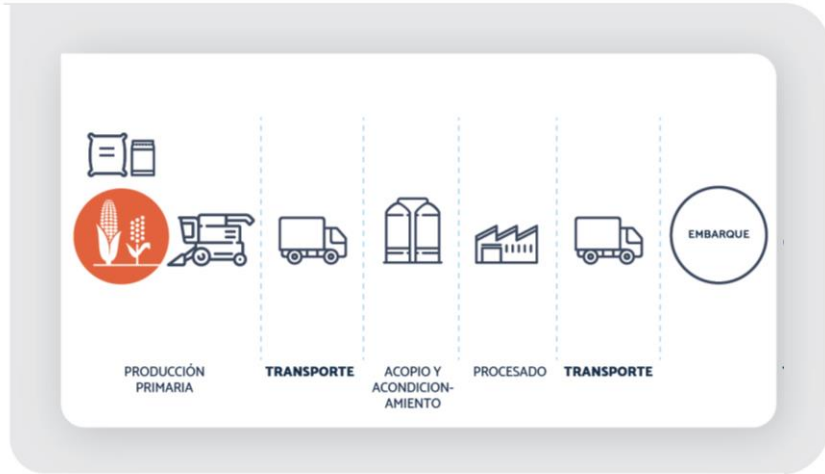 EMBARQUE
PRODUCCIÓN
PRIMARIA
TRANSPORTE
ACOPIO Y
ACONDICION-
AMIENTO
PROCESADO
TRANSPORTE